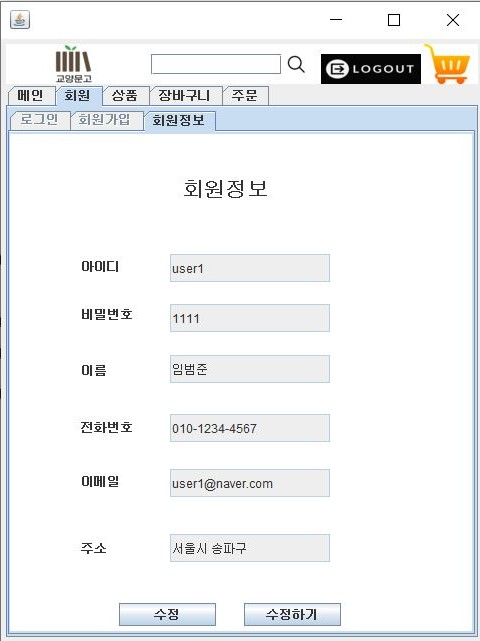 교양문고
LOGOUT
메인 회원 상품 장바구니 주문
로그인 회원가입 회원정보
회원정보
아이디 user1
비밀번호 1111
이름 임범준
전화번호 010-1234-4567
이메일 user1@naver.com
주소 서울시 송파구
수정 수정하기